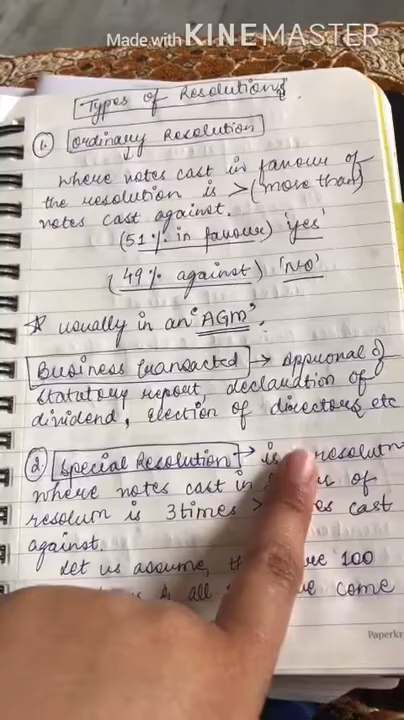 Made with KINEMASTER
Types of Resolutions
1. Ordinary Resolution
where votes cast in favour of
the resolution is > (more than)
votes cast against.
(51% in favour) 'yes'
(49% against) 'No'
☆ usually in an 'AGM'.
Business transacted → Approval of
statutory report, declaration of
dividend, Election of directors, etc
2. Special Resolution → is resolutn
where votes cast in of
resolutn is 3 times > cast
against.
Let us assume, 100
all come
Paperkr